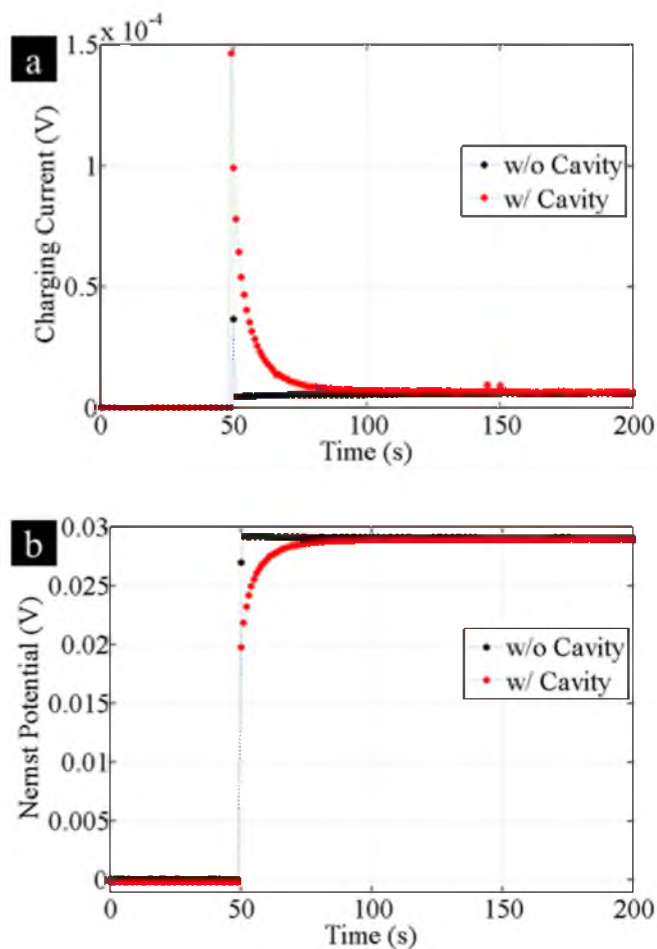 a
1.5 x 10-4
Charging Current (V)
1
0.5
0
w/o Cavity
w/ Cavity
0 50 100 150 200
Time (s)
b
0.03
0.025
0.02
0.015
0.01
0.005
0
Nernst Potential (V)
w/o Cavity
w/ Cavity
0 50 100 150 200
Time (s)